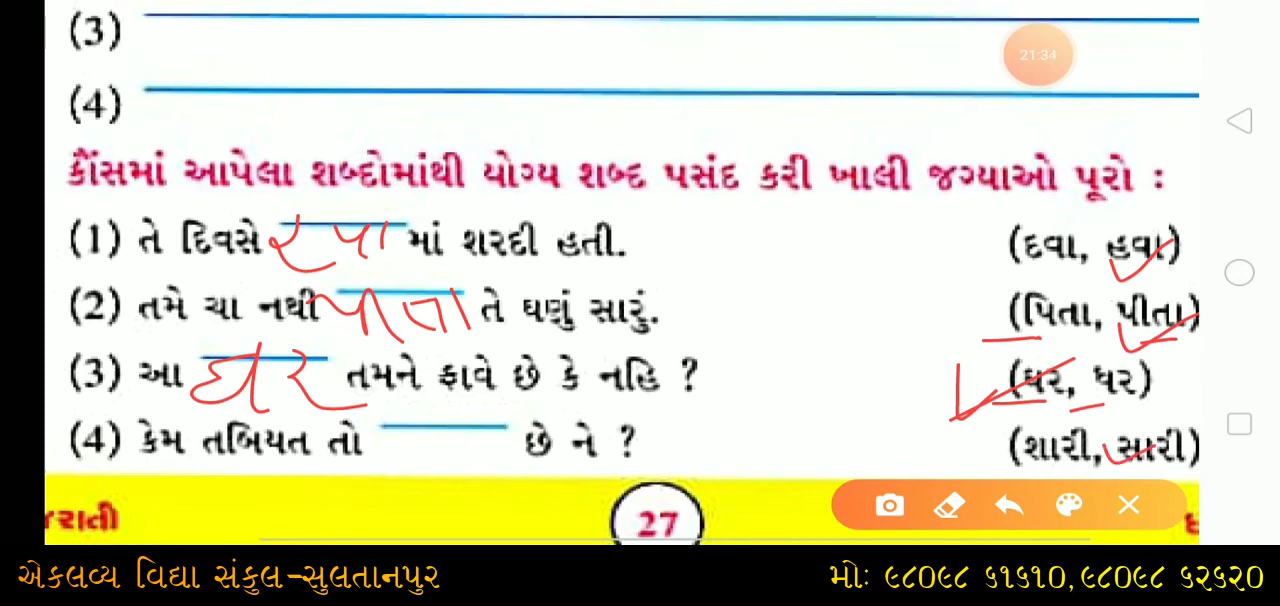 (3)
21:34
(4)
કૌંસમાં આપેલા શબ્દોમાંથી યોગ્ય શબ્દ પસંદ કરી ખાલી જગ્યાઓ પૂરો :
(1) તે દિવસે હવા માં શરદી હતી. (દવા, હવા)
(2) તમે ચા નથી પીતા તે ઘણું સારું. (પિતા, પીતા)
(3) આ ઘર તમને ફાવે છે કે નહિ ? (ઘર, ધર)
(4) કેમ તબિયત તો છે ને ? (શારી, સારી)
27
એકલવ્ય વિદ્યા સંકુલ-સુલતાનપુર મોઃ ૯૮૦૯૮ ૬૧૬૧૦, ૯૮૦૯૮ ૬૨૬૨૦